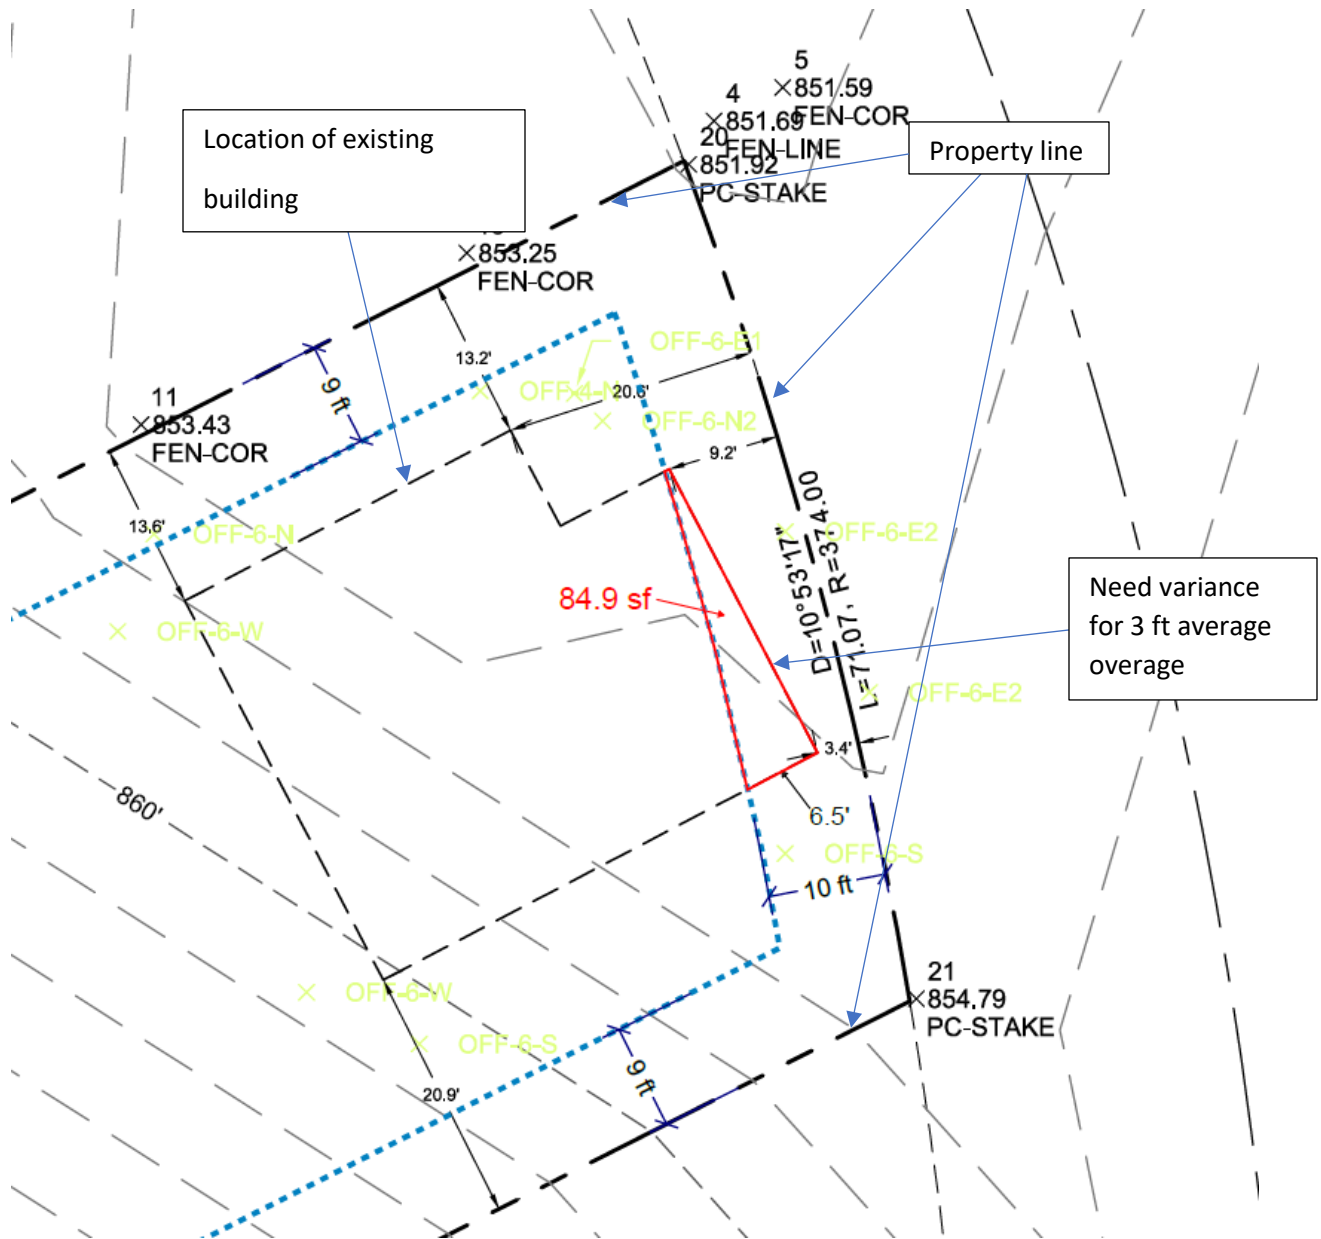 5
851.59
FEN-COR
4
851.69
FEN-LINE
20
851.92
PC-STAKE
Location of existing
building
Property line
853.25
FEN-COR
13.2'
OFF-6-E1
OFF-4-N
20.6'
OFF-6-N2
9 ft
11
853.43
FEN-COR
9.2'
13.6'
OFF-6-N
OFF-6-E2
D=10°53'17"
L=71.07, R=374.00
84.9 sf
Need variance
for 3 ft average
overage
OFF-6-W
OFF-6-E2
3.4'
860'
6.5'
OFF-6-S
10 ft
21
854.79
PC-STAKE
OFF-6-W
OFF-6-S
9 ft
20.9'